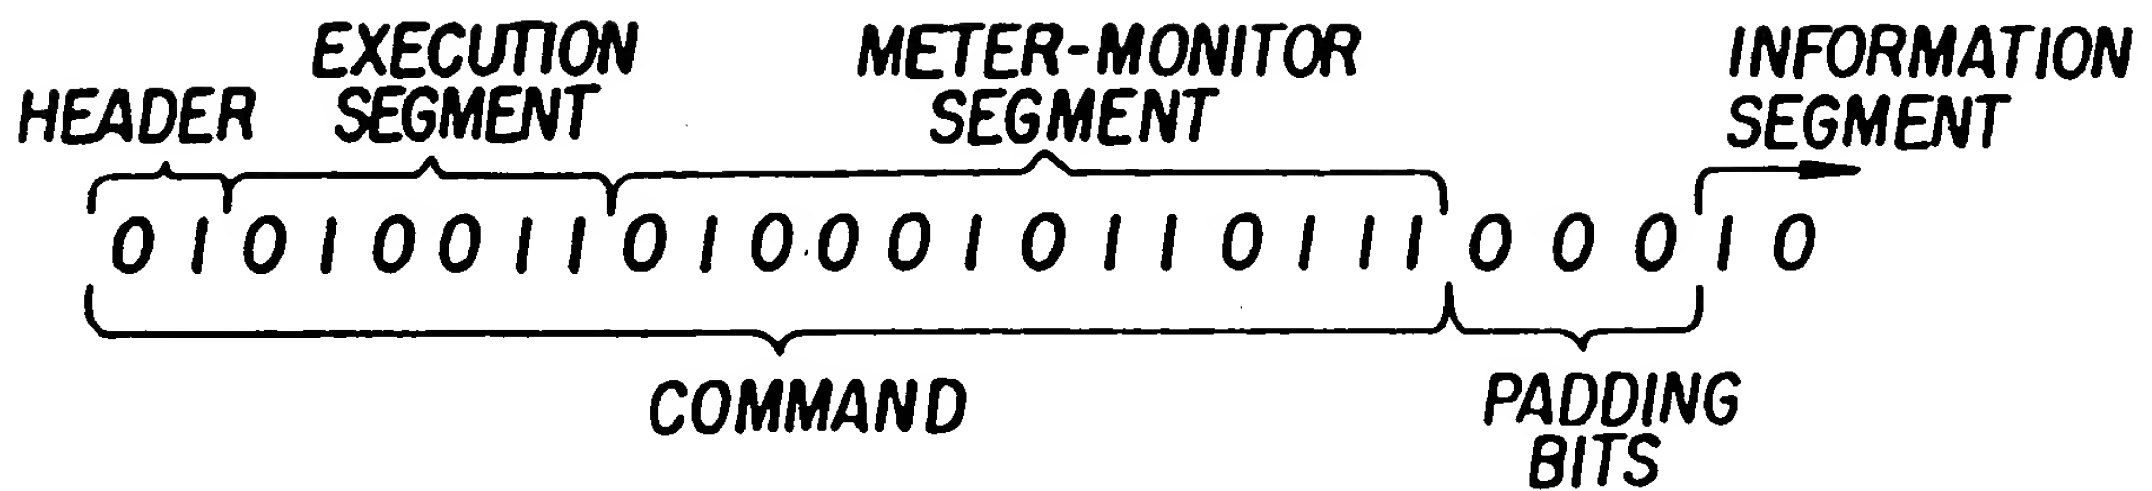 HEADER
EXECUTION
SEGMENT
METER-MONITOR
SEGMENT
INFORMATION
SEGMENT
0 1 0 1 0 0 1 1 0 1 0 0 0 1 0 1 1 0 1 1 1 0 0 0 1 0
COMMAND
PADDING
BITS